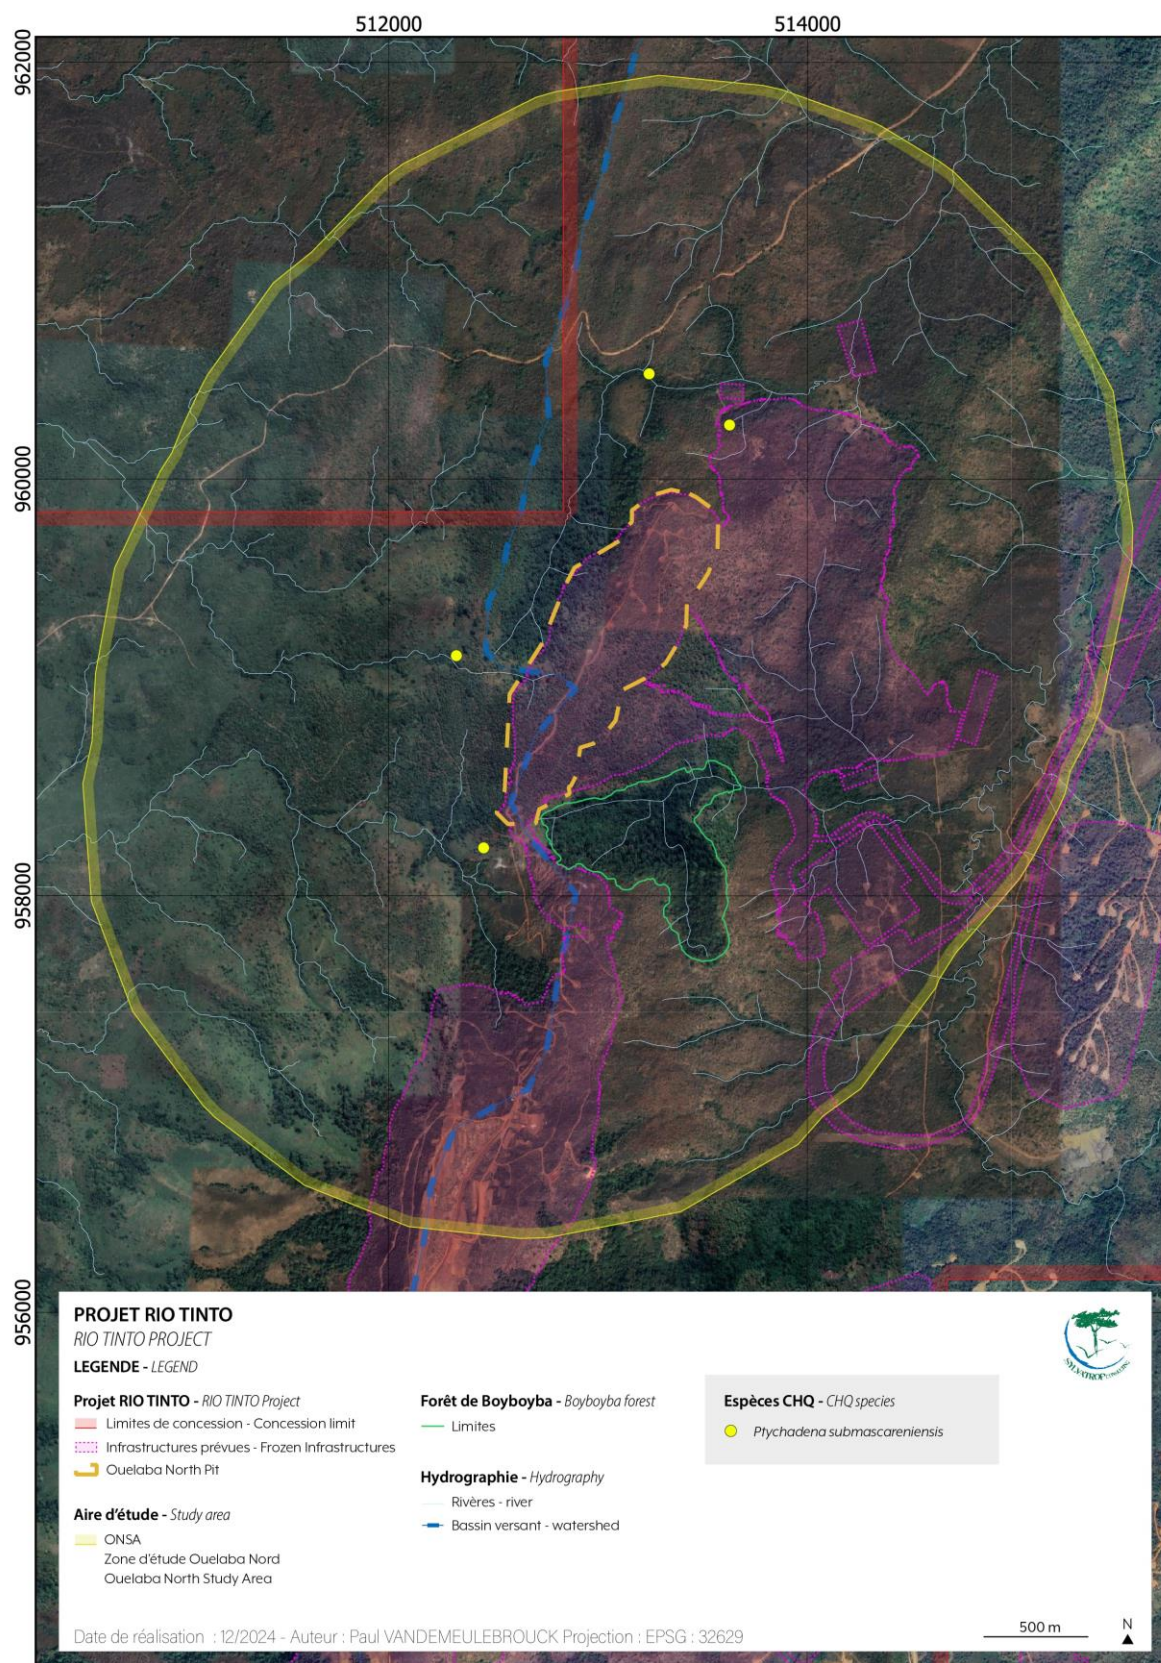 512000
514000
962000
960000
958000
956000
PROJET RIO TINTO
RIO TINTO PROJECT
LEGENDE - LEGEND
Projet RIO TINTO - RIO TINTO Project
Limites de concession - Concession limit
Infrastructures prévues - Frozen Infrastructures
Ouelaba North Pit
Aire d'étude - Study area
ONSA
Zone d'étude Ouelaba Nord
Ouelaba North Study Area
Forêt de Boyboyba - Boyboyba forest
Limites
Hydrographie - Hydrography
Rivières - river
Bassin versant - watershed
Espèces CHQ - CHQ species
Ptychadena submascareniensis
SYLVATROP CONSULTING
Date de réalisation : 12/2024 - Auteur : Paul VANDEMEULEBROUCK Projection : EPSG : 32629
500 m
N